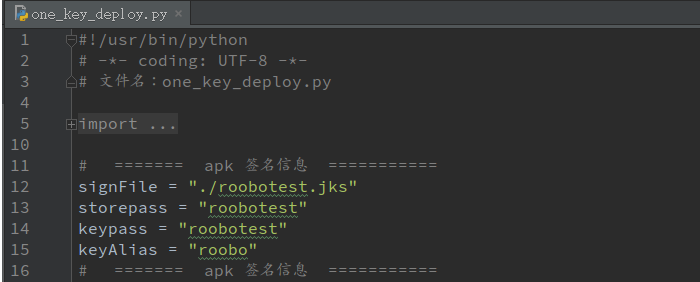 one_key_deploy.py ×
1 #!/usr/bin/python
2 # -*- coding: UTF-8 -*-
3 # 文件名：one_key_deploy.py
4
5 import ...
10
11 #  =======  apk 签名信息  ===========
12 signFile = "./roobotest.jks"
13 storepass = "roobotest"
14 keypass = "roobotest"
15 keyAlias = "roobo"
16 #  =======  apk 签名信息  ===========